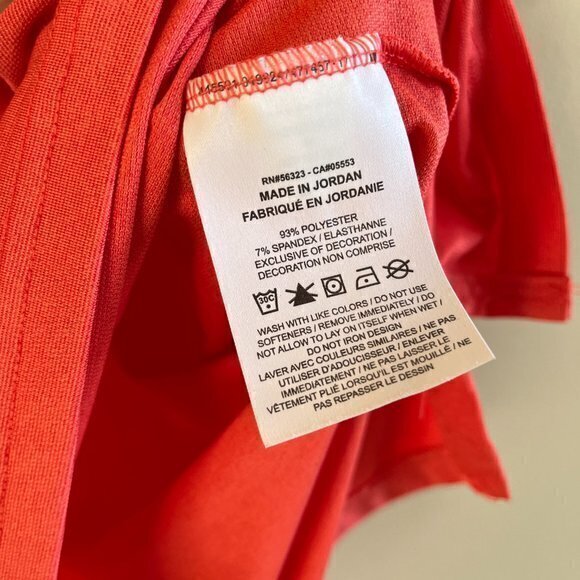 RN#56323 - CA#05553
MADE IN JORDAN
FABRIQUÉ EN JORDANIE
93% POLYESTER
7% SPANDEX / ELASTHANNE
EXCLUSIVE OF DECORATION /
DECORATION NON COMPRISE
30C
WASH WITH LIKE COLORS / DO NOT USE
SOFTENERS / REMOVE IMMEDIATELY / DO
NOT ALLOW TO LAY ON ITSELF WHEN WET /
DO NOT IRON DESIGN
LAVER AVEC COULEURS SIMILAIRES / NE PAS
UTILISER D'ADOUCISSEUR / ENLEVER
IMMEDIATEMENT / NE PAS LAISSER LE
VÊTEMENT PLIÉ LORSQU'IL EST MOUILLÉ / NE
PAS REPASSER LE DESSIN